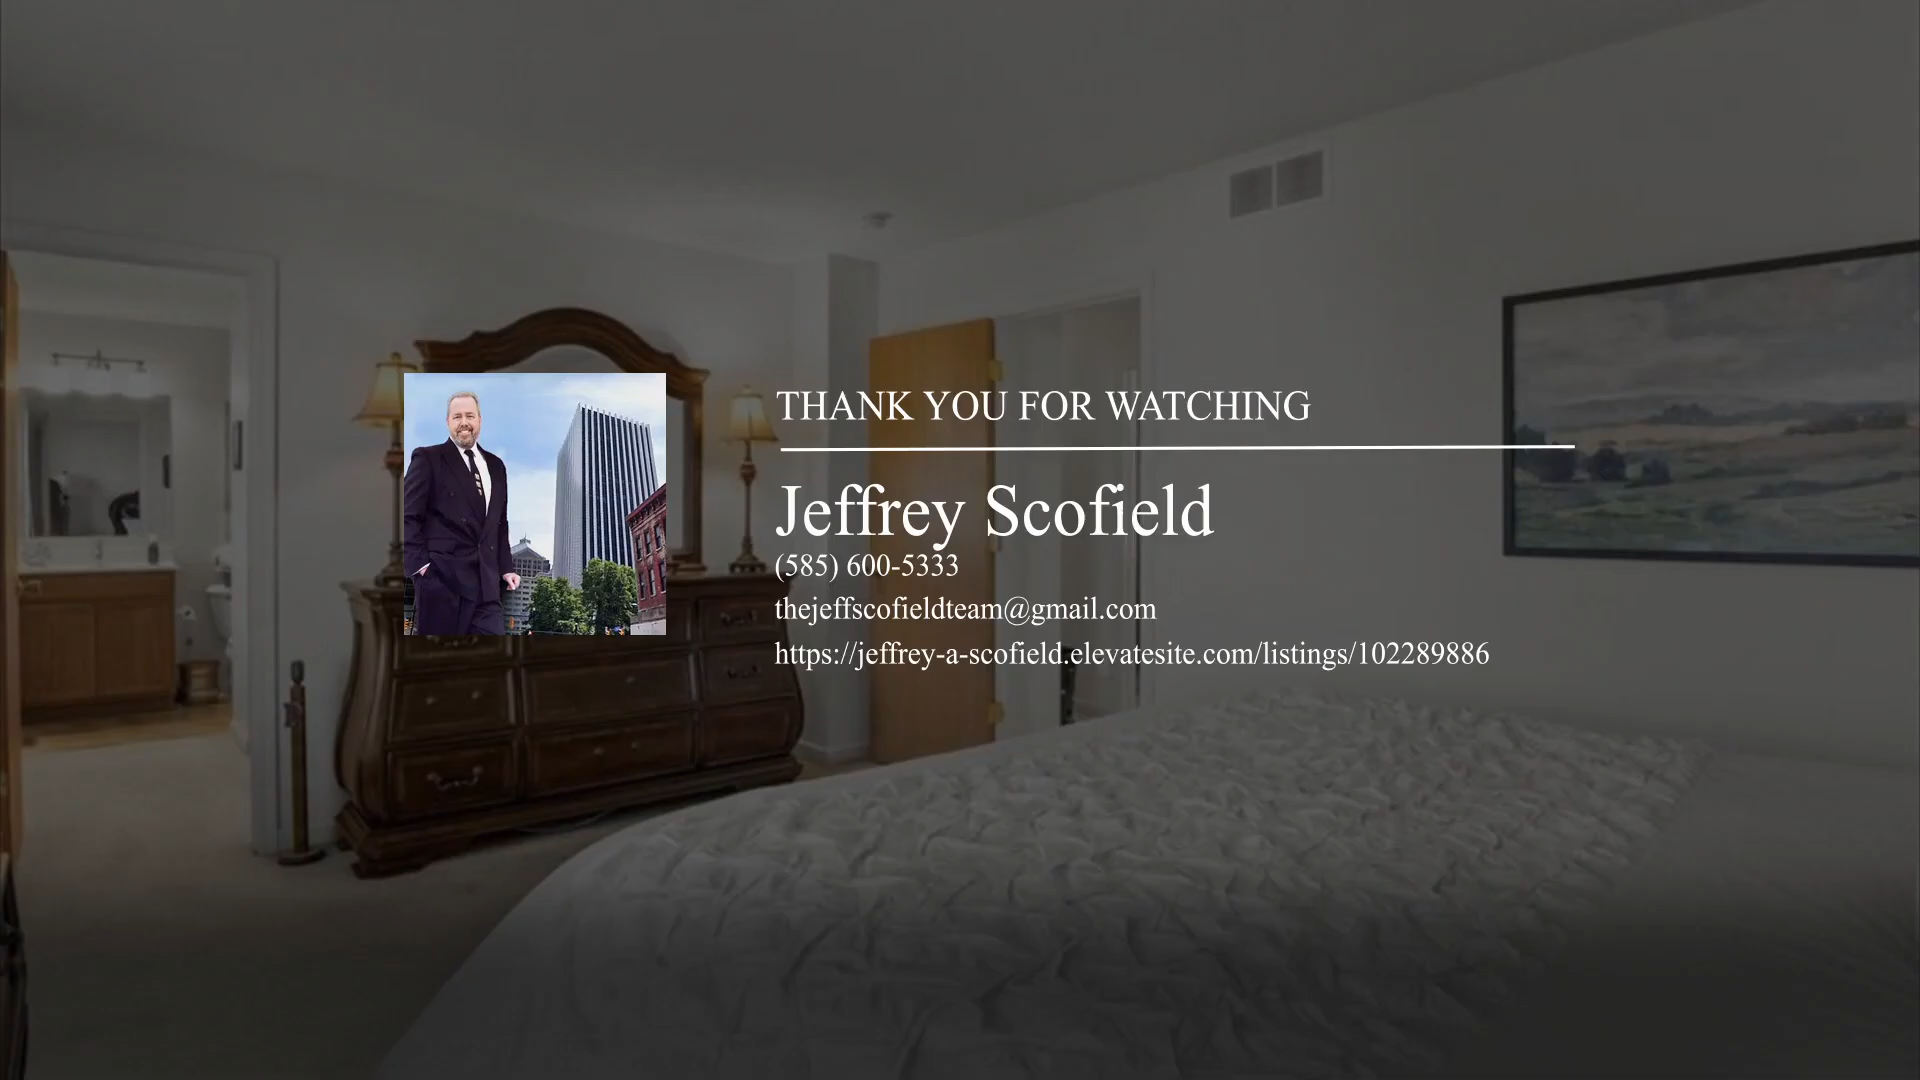 THANK YOU FOR WATCHING
Jeffrey Scofield
(585) 600-5333
thejeffscofieldteam@gmail.com
https://jeffrey-a-scofield.elevatesite.com/listings/102289886